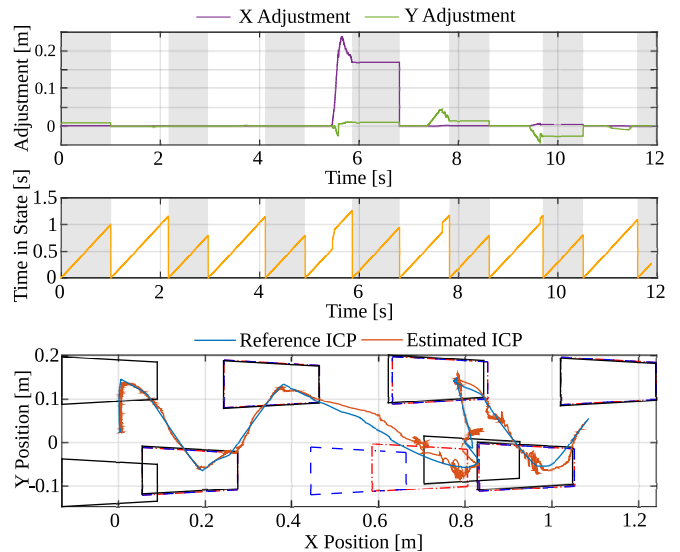 X Adjustment Y Adjustment
Adjustment [m]
0.2
0.1
0
0 2 4 6 8 10 12
Time [s]
Time in State [s]
1.5
1
0.5
0
0 2 4 6 8 10 12
Time [s]
Reference ICP Estimated ICP
Y Position [m]
0.2
0.1
0
-0.1
0 0.2 0.4 0.6 0.8 1 1.2
X Position [m]